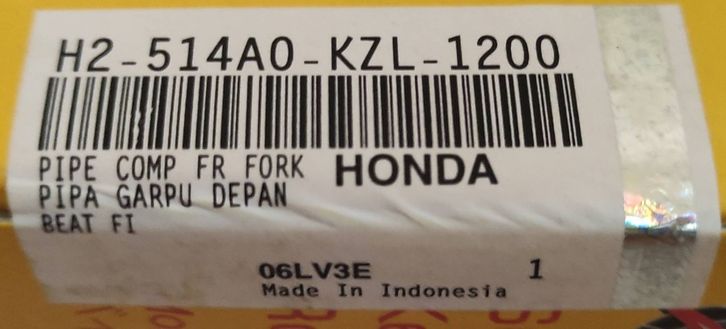 H2-514A0-KZL-1200
PIPE COMP FR FORK HONDA
PIPA GARPU DEPAN
BEAT FI
06LV3E 1
Made In Indonesia